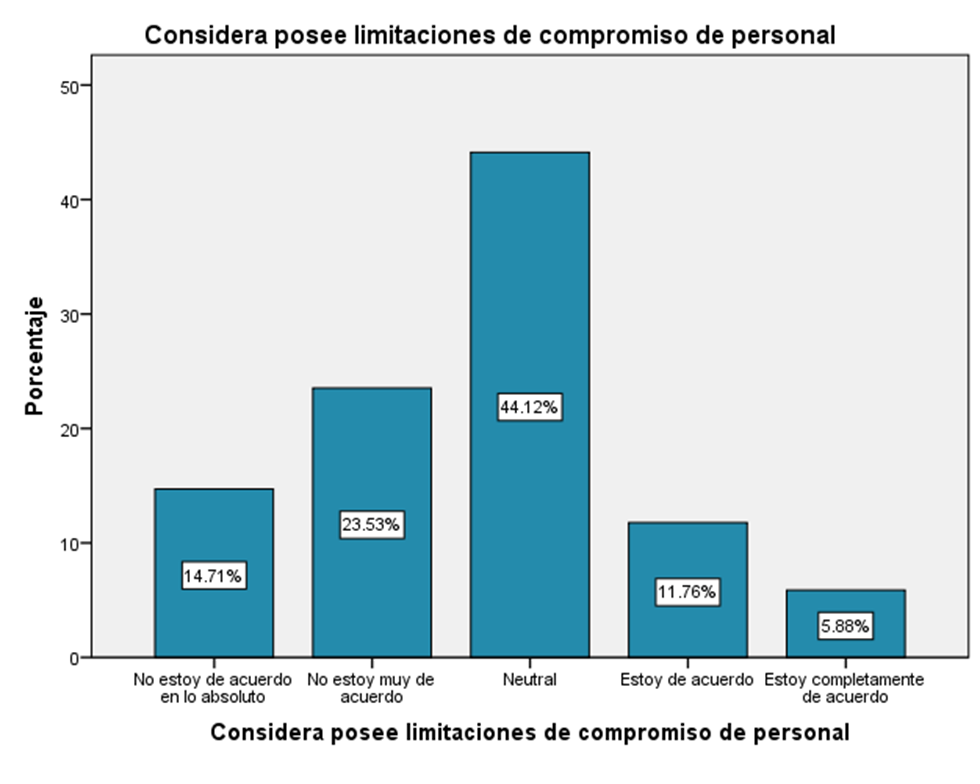 Considera posee limitaciones de compromiso de personal
Porcentaje
50
40
30
20
10
0
14.71%
23.53%
44.12%
11.76%
5.88%
No estoy de acuerdo
en lo absoluto
No estoy muy de
acuerdo
Neutral
Estoy de acuerdo
Estoy completamente
de acuerdo
Considera posee limitaciones de compromiso de personal